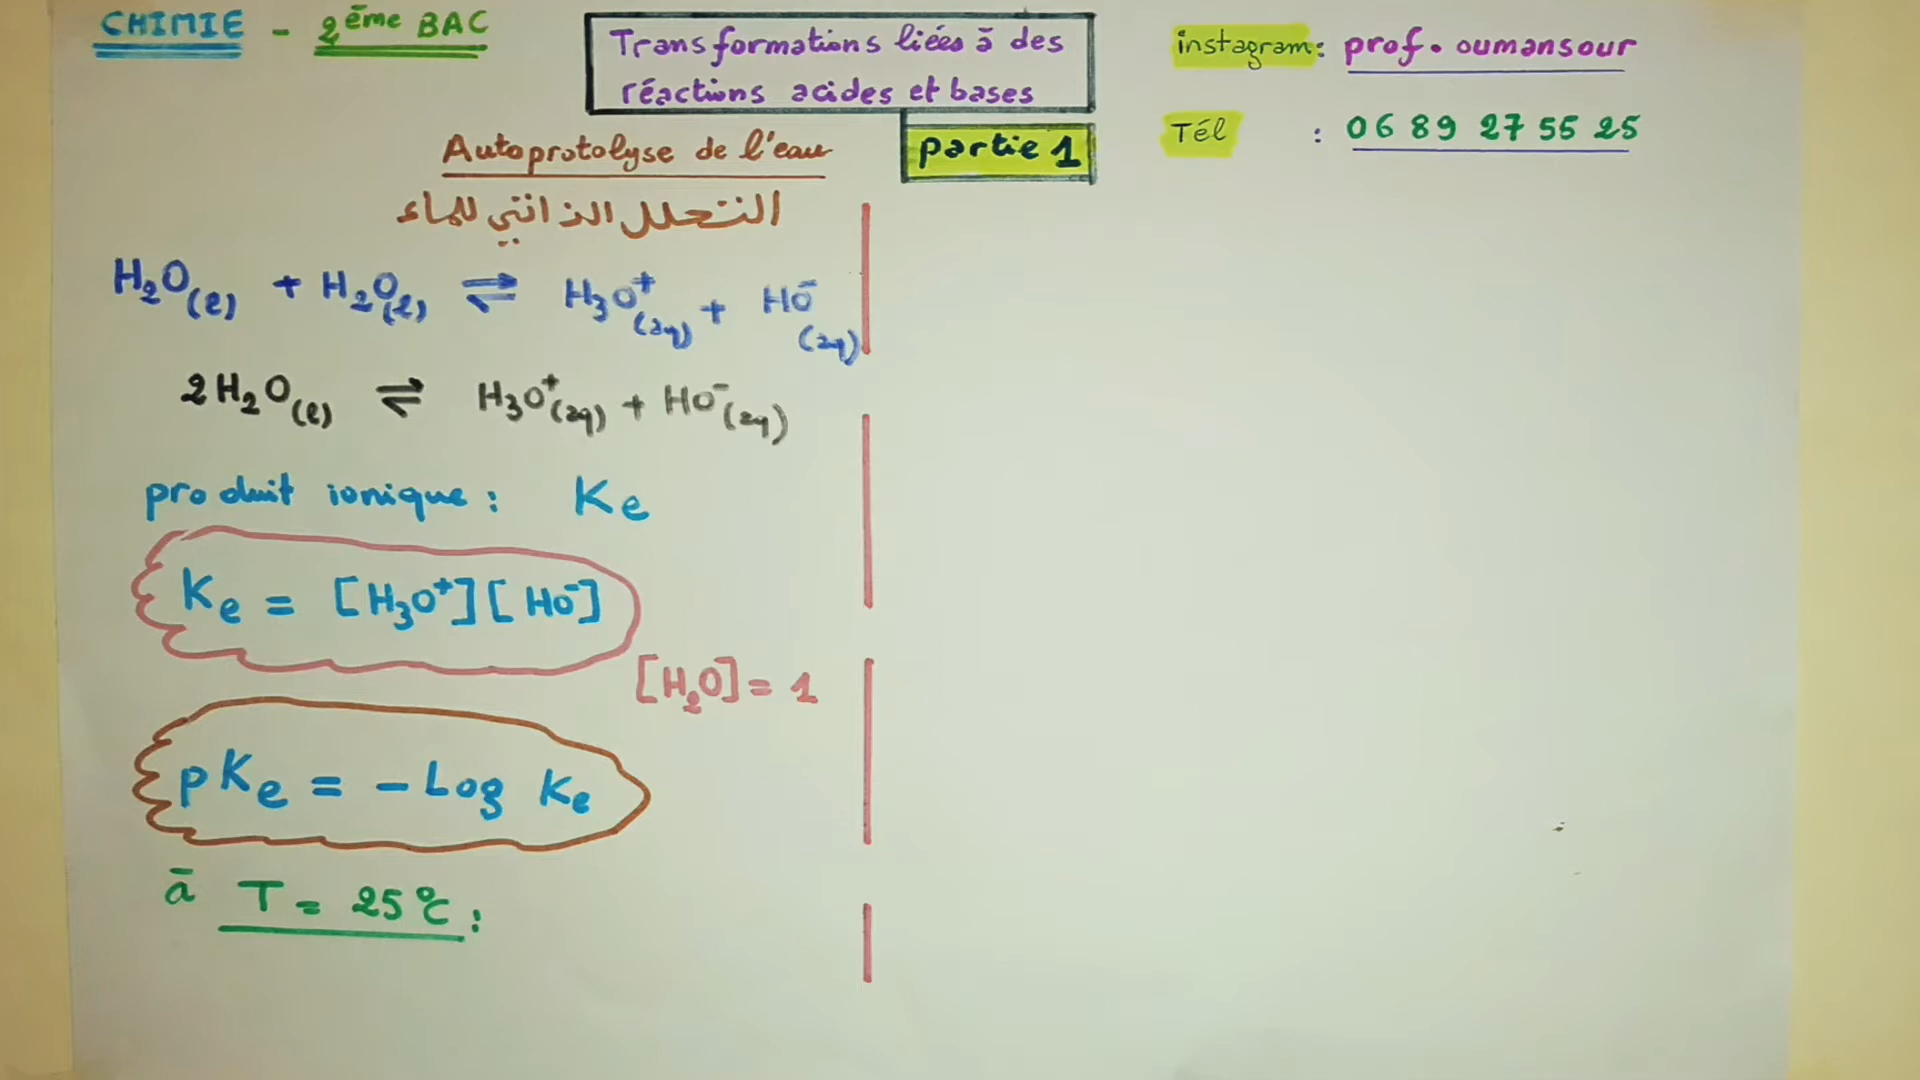 CHIMIE - 2ēme BAC
Transformations liées ā des
réactions acides et bases
partie 1
instagram: prof. oumansour
Tél : 06 89 27 55 25
Autoprotolyse de l'eau
التحلل الذاتي للماء
H₂O(l) + H₂O(l) ⇌ H₃O⁺(aq) + HO⁻(aq)
2H₂O(l) ⇌ H₃O⁺(aq) + HO⁻(aq)
produit ionique : Ke
Ke = [H₃O⁺][HO⁻]
[H₂O] = 1
pKe = -Log Ke
ā T = 25°C :